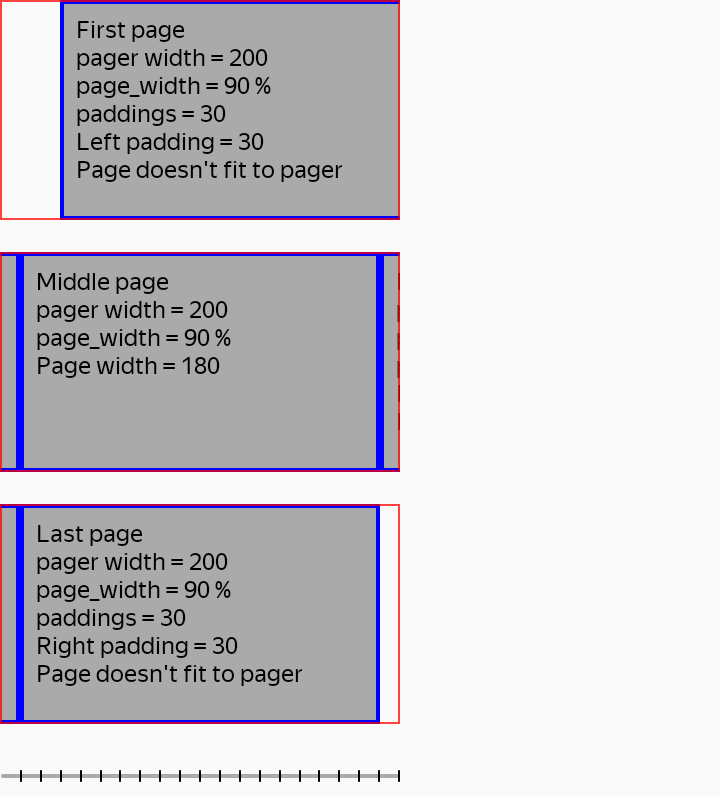 First page
pager width = 200
page_width = 90 %
paddings = 30
Left padding = 30
Page doesn't fit to pager
Middle page
pager width = 200
page_width = 90 %
Page width = 180
Last page
pager width = 200
page_width = 90 %
paddings = 30
Right padding = 30
Page doesn't fit to pager